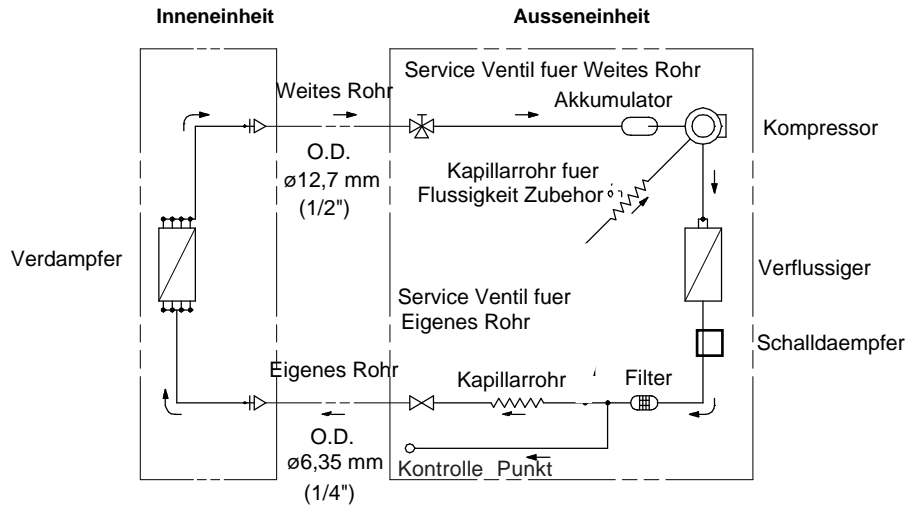 Inneneinheit
Ausseneinheit
Service Ventil fuer Weites Rohr
Weites Rohr
Akkumulator
Kompressor
O.D.
ø12,7 mm
(1/2")
Kapillarrohr fuer
Flussigkeit Zubehor
Verdampfer
Verflussiger
Service Ventil fuer
Eigenes Rohr
Schalldaempfer
Eigenes Rohr
Kapillarrohr
Filter
O.D.
ø6,35 mm
(1/4")
Kontrolle Punkt